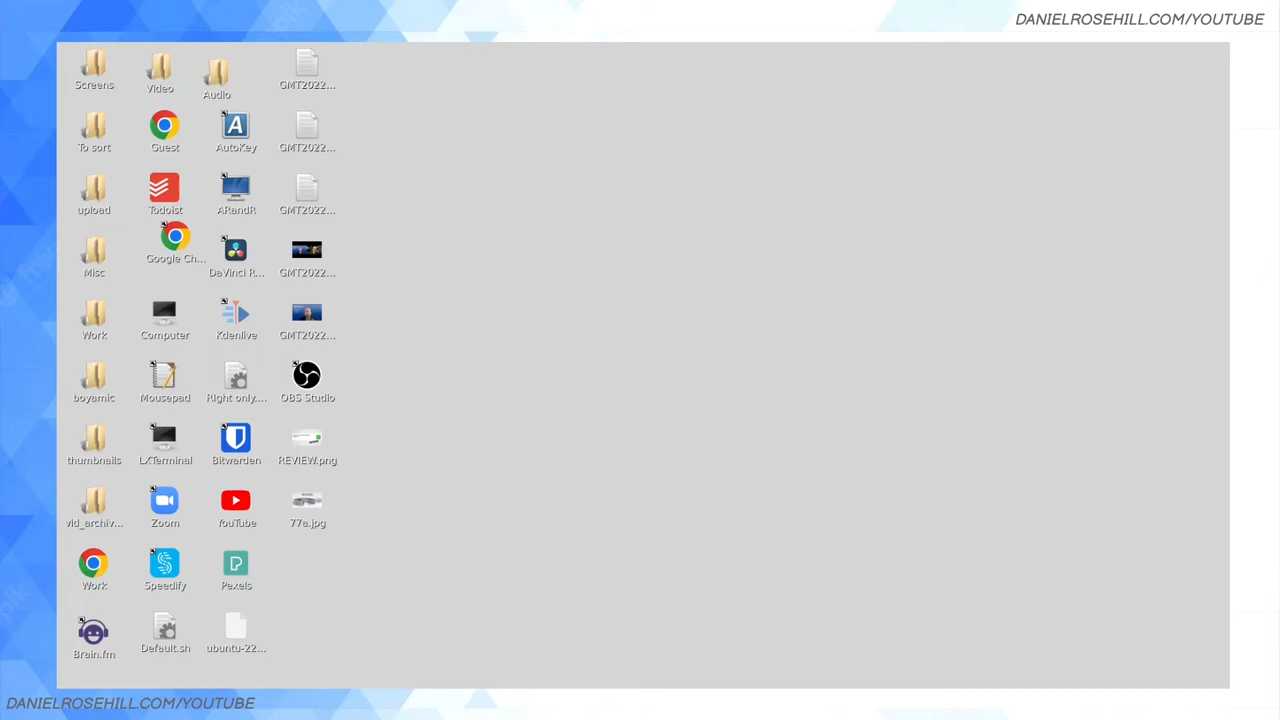 DANIELROSEHILL.COM/YOUTUBE
Screens
Video
Audio
GMT2022...
To sort
Guest
AutoKey
GMT2022...
upload
Todoist
ARandR
GMT2022...
Misc
Google Ch...
DaVinci R...
GMT2022...
Work
Computer
Kdenlive
GMT2022...
boyamic
Mousepad
Right only....
OBS Studio
thumbnails
LXTerminal
Bitwarden
REVIEW.png
vid_archiv...
Zoom
YouTube
77a.jpg
Work
Speedify
Pexels
Brain.fm
Default.sh
ubuntu-22...
DANIELROSEHILL.COM/YOUTUBE